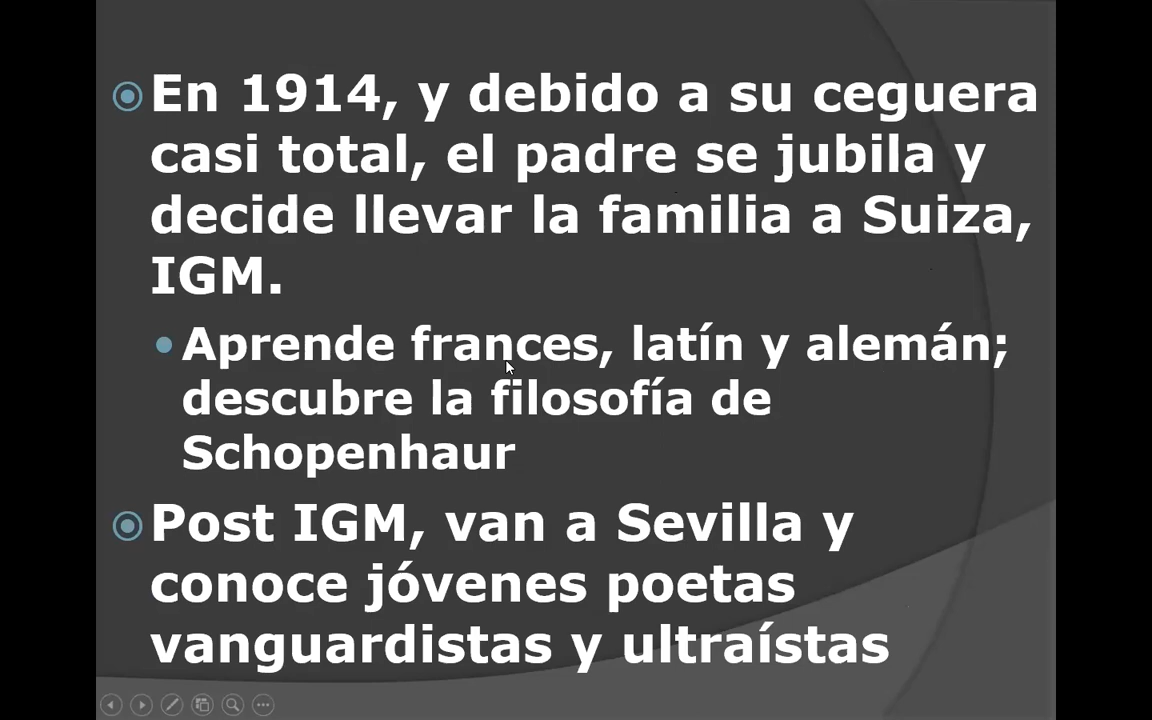 En 1914, y debido a su ceguera
casi total, el padre se jubila y
decide llevar la familia a Suiza,
IGM.
Aprende frances, latín y alemán;
descubre la filosofía de
Schopenhaur
Post IGM, van a Sevilla y
conoce jóvenes poetas
vanguardistas y ultraístas